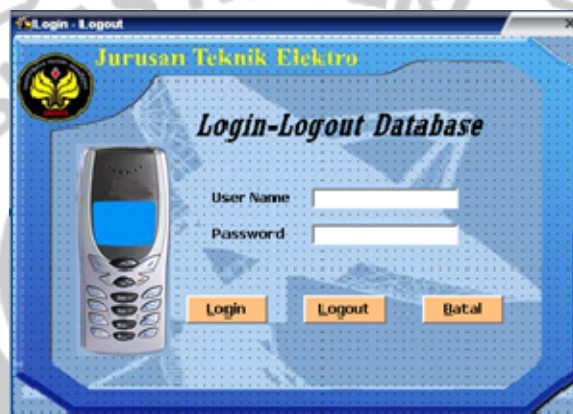 Login - Logout
Jurusan Teknik Elektro
Login-Logout Database
User Name
Password
Login
Logout
Batal